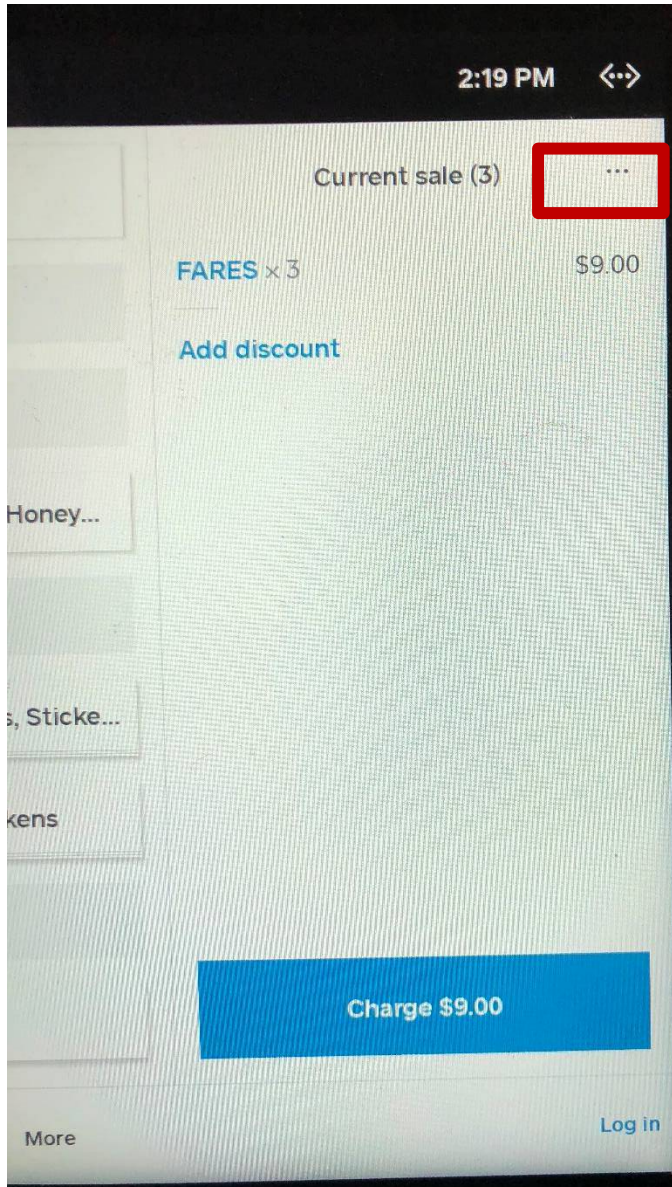 2:19 PM
Current sale (3)
...
FARES × 3
$9.00
Add discount
Honey...
s, Sticke...
kens
Charge $9.00
More
Log in